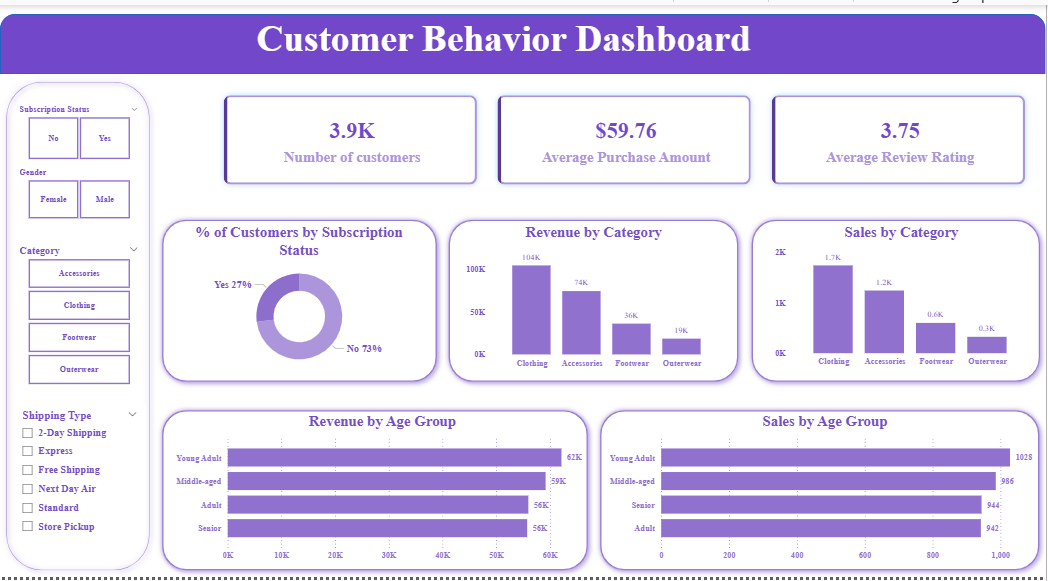 Customer Behavior Dashboard
Subscription Status
No Yes
Gender
Female Male
Category
Accessories
Clothing
Footwear
Outerwear
Shipping Type
2-Day Shipping
Express
Free Shipping
Next Day Air
Standard
Store Pickup
3.9K
Number of customers
$59.76
Average Purchase Amount
3.75
Average Review Rating
% of Customers by Subscription
Status
Yes 27%
No 73%
Revenue by Category
100K
50K
0K
104K
74K
36K
19K
Clothing Accessories Footwear Outerwear
Sales by Category
2K
1K
0K
1.7K
1.2K
0.6K
0.3K
Clothing Accessories Footwear Outerwear
Revenue by Age Group
Young Adult 62K
Middle-aged 59K
Adult 56K
Senior 56K
0K 10K 20K 30K 40K 50K 60K
Sales by Age Group
Young Adult 1028
Middle-aged 986
Senior 944
Adult 942
0 200 400 600 800 1,000